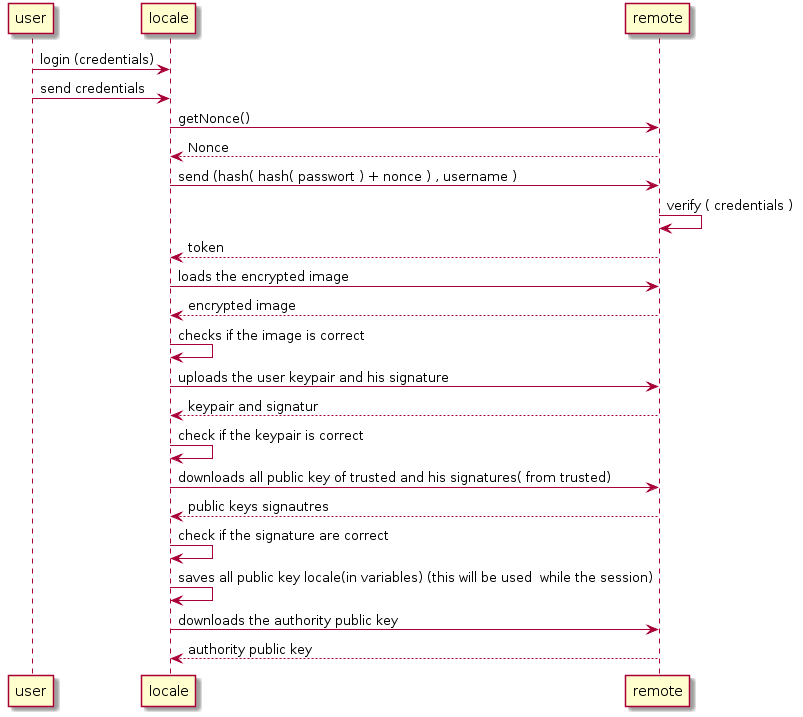 user locale remote
login (credentials)
send credentials
getNonce()
Nonce
send (hash( hash( passwort ) + nonce ) , username )
verify ( credentials )
token
loads the encrypted image
encrypted image
checks if the image is correct
uploads the user keypair and his signature
keypair and signatur
check if the keypair is correct
downloads all public key of trusted and his signatures( from trusted)
public keys signautres
check if the signature are correct
saves all public key locale(in variables) (this will be used  while the session)
downloads the authority public key
authority public key
user locale remote